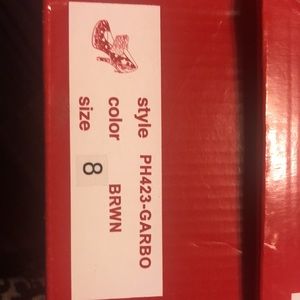 style PH423-GARBO
color BRWN
size 8